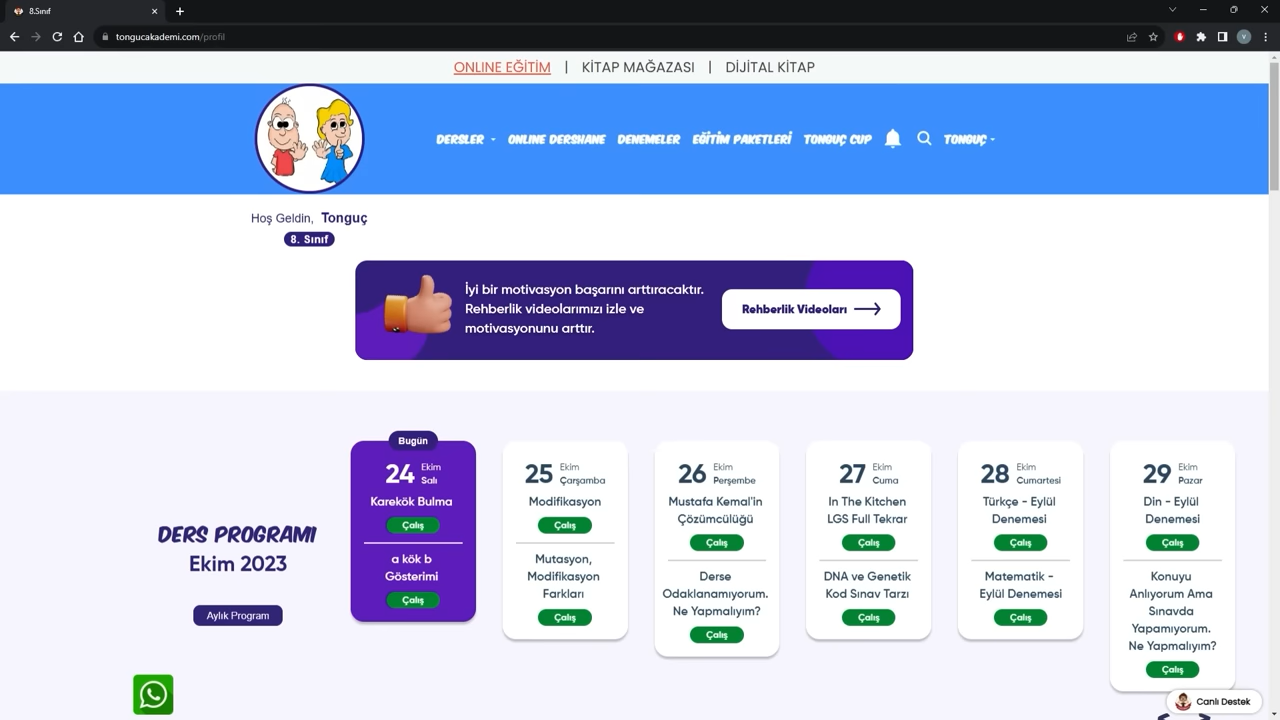 8.Sınıf
tongucakademi.com/profil
V
ONLINE EĞİTİM | KİTAP MAĞAZASI | DİJİTAL KİTAP
DERSLER
ONLINE DERSHANE
DENEMELER
EĞİTİM PAKETLERİ
TONGUÇ CUP
TONGUÇ
Hoş Geldin, Tonguç
8. Sınıf
İyi bir motivasyon başarını arttıracaktır.
Rehberlik videolarımızı izle ve
motivasyonunu arttır.
Rehberlik Videoları
DERS PROGRAMI
Ekim 2023
Aylık Program
Bugün
24 Ekim
Salı
Karekök Bulma
Çalış
a kök b
Gösterimi
Çalış
25 Ekim
Çarşamba
Modifikasyon
Çalış
Mutasyon,
Modifikasyon
Farkları
Çalış
26 Ekim
Perşembe
Mustafa Kemal'in
Çözümcülüğü
Çalış
Derse
Odaklanamıyorum.
Ne Yapmalıyım?
Çalış
27 Ekim
Cuma
In The Kitchen
LGS Full Tekrar
Çalış
DNA ve Genetik
Kod Sınav Tarzı
Çalış
28 Ekim
Cumartesi
Türkçe - Eylül
Denemesi
Çalış
Matematik -
Eylül Denemesi
Çalış
29 Ekim
Pazar
Din - Eylül
Denemesi
Çalış
Konuyu
Anlıyorum Ama
Sınavda
Yapamıyorum.
Ne Yapmalıyım?
Çalış
Canlı Destek